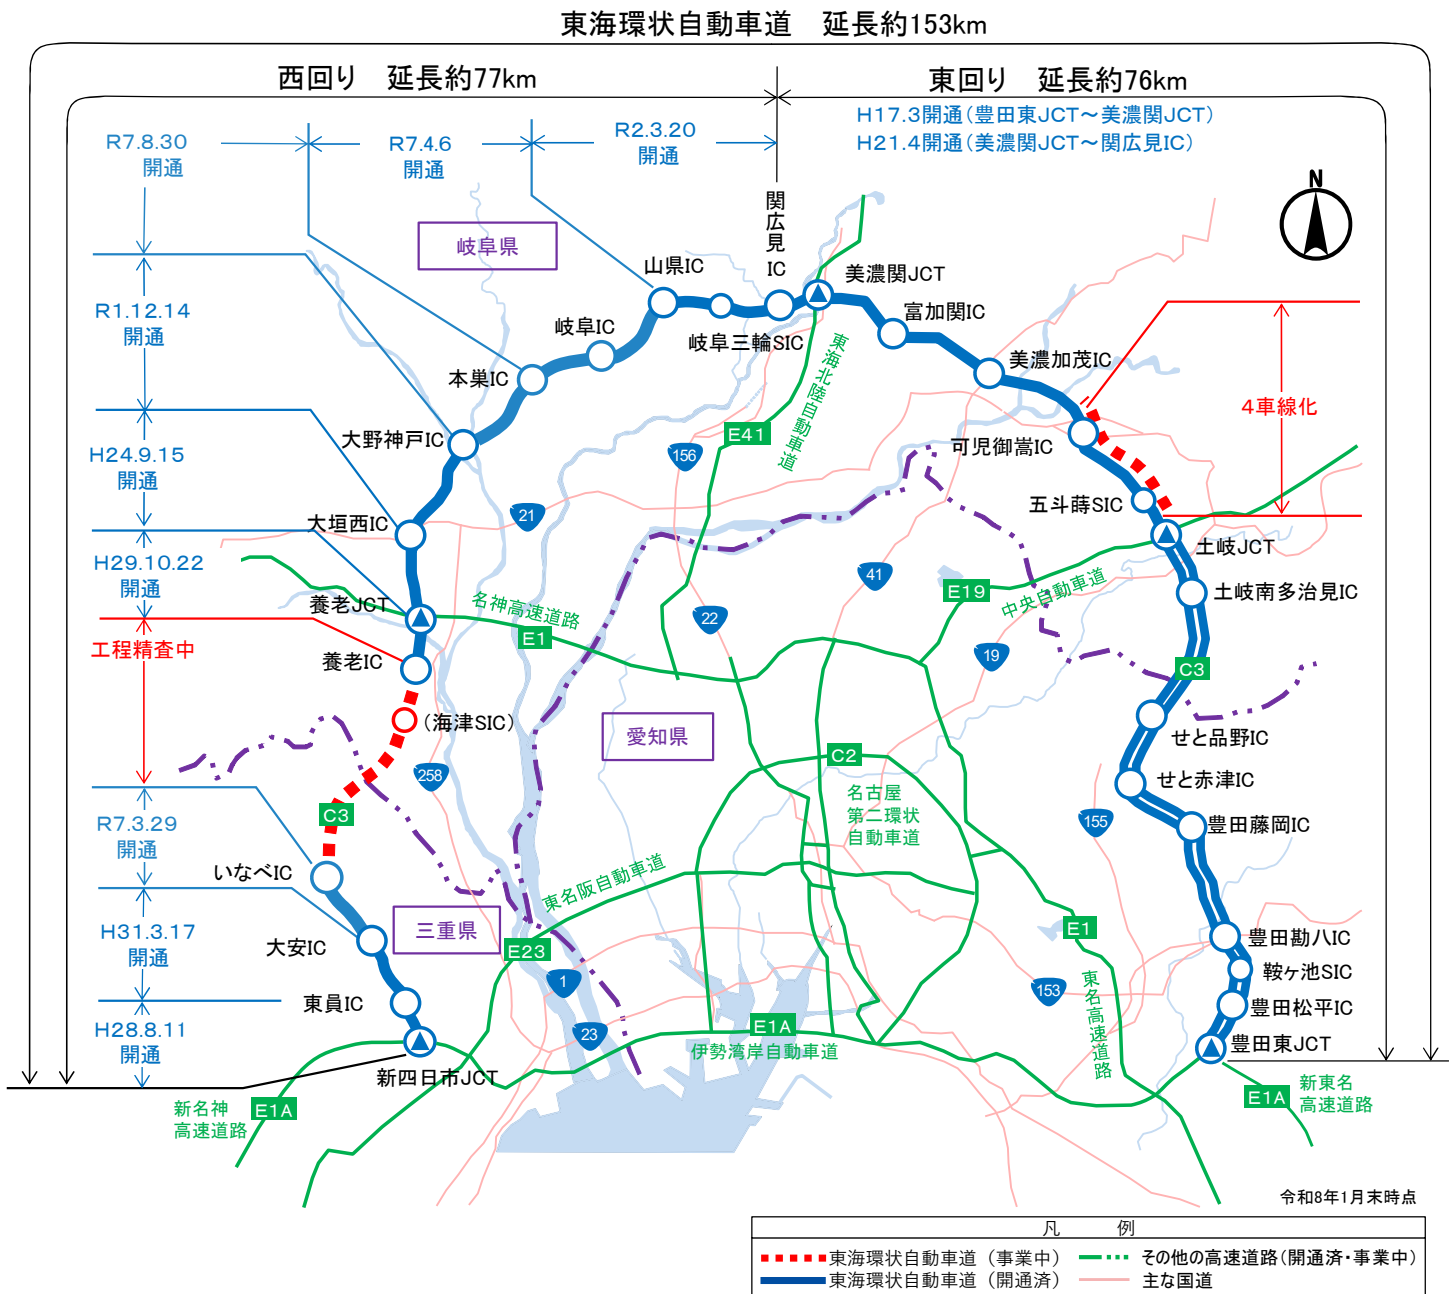 東海環状自動車道　延長約153km
西回り　延長約77km
東回り　延長約76km
H17.3開通（豊田東JCT～美濃関JCT）
H21.4開通（美濃関JCT～関広見IC）
R7.8.30
開通
R7.4.6
開通
R2.3.20
開通
N
関広見IC
岐阜県
山県IC
美濃関JCT
富加関IC
岐阜IC
岐阜三輪SIC
美濃加茂IC
本巣IC
東海北陸自動車道
R1.12.14
開通
4車線化
大野神戸IC
E41
156
可児御嵩IC
H24.9.15
開通
五斗蒔SIC
大垣西IC
21
土岐JCT
H29.10.22
開通
41
E19
中央自動車道
土岐南多治見IC
養老JCT
名神高速道路
E1
22
工程精査中
養老IC
19
C3
（海津SIC）
愛知県
せと品野IC
258
C2
せと赤津IC
名古屋
第二環状
自動車道
C3
R7.3.29
開通
155
豊田藤岡IC
いなべIC
東名阪自動車道
三重県
H31.3.17
開通
大安IC
E23
E1
豊田勘八IC
鞍ヶ池SIC
1
153
東名高速道路
東員IC
豊田松平IC
H28.8.11
開通
23
E1A
伊勢湾岸自動車道
豊田東JCT
新四日市JCT
新名神
高速道路
E1A
E1A
新東名
高速道路
令和8年1月末時点
凡　例
東海環状自動車道（事業中）
その他の高速道路（開通済・事業中）
東海環状自動車道（開通済）
主な国道